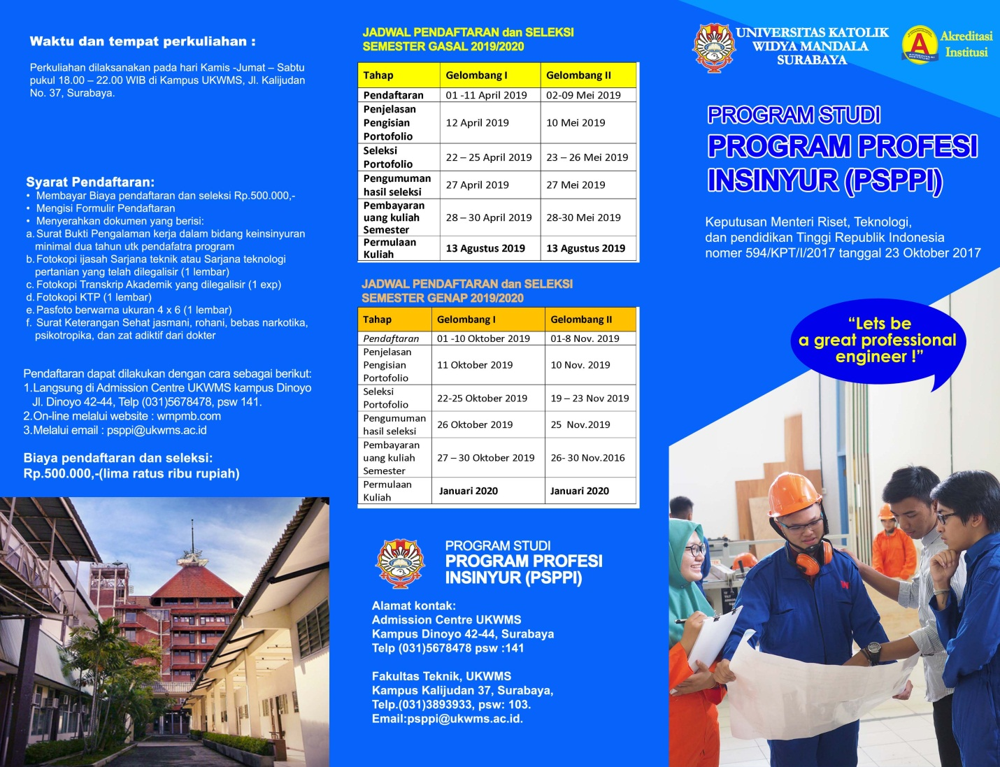 Waktu dan tempat perkuliahan :
Perkuliahan dilaksanakan pada hari Kamis -Jumat – Sabtu
pukul 18.00 – 22.00 WIB di Kampus UKWMS, Jl. Kalijudan
No. 37, Surabaya.
Syarat Pendaftaran:
• Membayar Biaya pendaftaran dan seleksi Rp.500.000,-
• Mengisi Formulir Pendaftaran
• Menyerahkan dokumen yang berisi:
a. Surat Bukti Pengalaman kerja dalam bidang keinsinyuran
minimal dua tahun utk pendafatra program
b. Fotokopi ijasah Sarjana teknik atau Sarjana teknologi
pertanian yang telah dilegalisir (1 lembar)
c. Fotokopi Transkrip Akademik yang dilegalisir (1 exp)
d. Fotokopi KTP (1 lembar)
e. Pasfoto berwarna ukuran 4 x 6 (1 lembar)
f. Surat Keterangan Sehat jasmani, rohani, bebas narkotika,
psikotropika, dan zat adiktif dari dokter
Pendaftaran dapat dilakukan dengan cara sebagai berikut:
1.Langsung di Admission Centre UKWMS kampus Dinoyo
Jl. Dinoyo 42-44, Telp (031)5678478, psw 141.
2.On-line melalui website : wmpmb.com
3.Melalui email : psppi@ukwms.ac.id
Biaya pendaftaran dan seleksi:
Rp.500.000,-(lima ratus ribu rupiah)
JADWAL PENDAFTARAN dan SELEKSI
SEMESTER GASAL 2019/2020
Tahap Gelombang I Gelombang II
Pendaftaran 01 -11 April 2019 02-09 Mei 2019
Penjelasan
Pengisian 12 April 2019 10 Mei 2019
Portofolio
Seleksi
Portofolio 22 – 25 April 2019 23 – 26 Mei 2019
Pengumuman
hasil seleksi 27 April 2019 27 Mei 2019
Pembayaran
uang kuliah 28 – 30 April 2019 28-30 Mei 2019
Semester
Permulaan
Kuliah 13 Agustus 2019 13 Agustus 2019
JADWAL PENDAFTARAN dan SELEKSI
SEMESTER GENAP 2019/2020
Tahap Gelombang I Gelombang II
Pendaftaran 01 -10 Oktober 2019 01-8 Nov. 2019
Penjelasan
Pengisian 11 Oktober 2019 10 Nov. 2019
Portofolio
Seleksi
Portofolio 22-25 Oktober 2019 19 – 23 Nov 2019
Pengumuman
hasil seleksi 26 Oktober 2019 25 Nov.2019
Pembayaran
uang kuliah 27 – 30 Oktober 2019 26- 30 Nov.2016
Semester
Permulaan
Kuliah Januari 2020 Januari 2020
PROGRAM STUDI
PROGRAM PROFESI
INSINYUR (PSPPI)
Alamat kontak:
Admission Centre UKWMS
Kampus Dinoyo 42-44, Surabaya
Telp (031)5678478 psw :141
Fakultas Teknik, UKWMS
Kampus Kalijudan 37, Surabaya,
Telp.(031)3893933, psw: 103.
Email:psppi@ukwms.ac.id.
UNIVERSITAS KATOLIK
WIDYA MANDALA
SURABAYA
A
Akreditasi
Institusi
PROGRAM STUDI
PROGRAM PROFESI
INSINYUR (PSPPI)
Keputusan Menteri Riset, Teknologi,
dan pendidikan Tinggi Republik Indonesia
nomer 594/KPT/I/2017 tanggal 23 Oktober 2017
“Lets be
a great professional
engineer !”